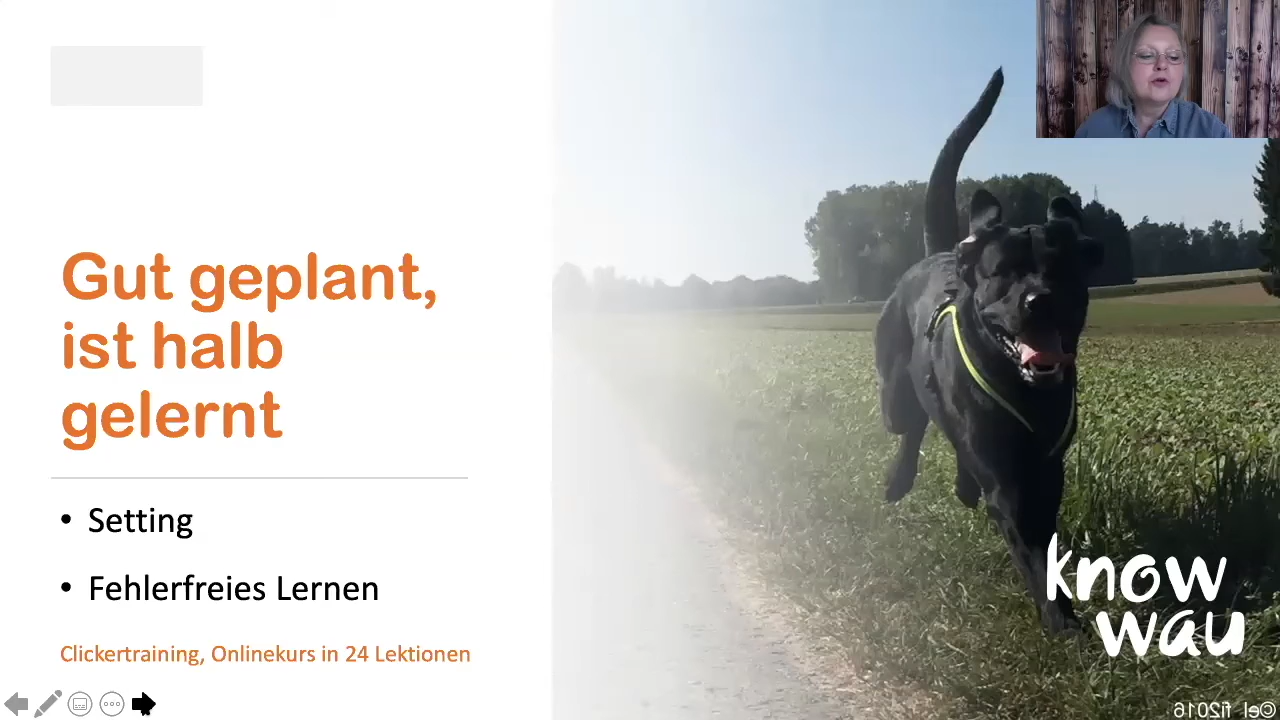 Gut geplant,
ist halb
gelernt
• Setting
• Fehlerfreies Lernen
Clickertraining, Onlinekurs in 24 Lektionen
know
wau